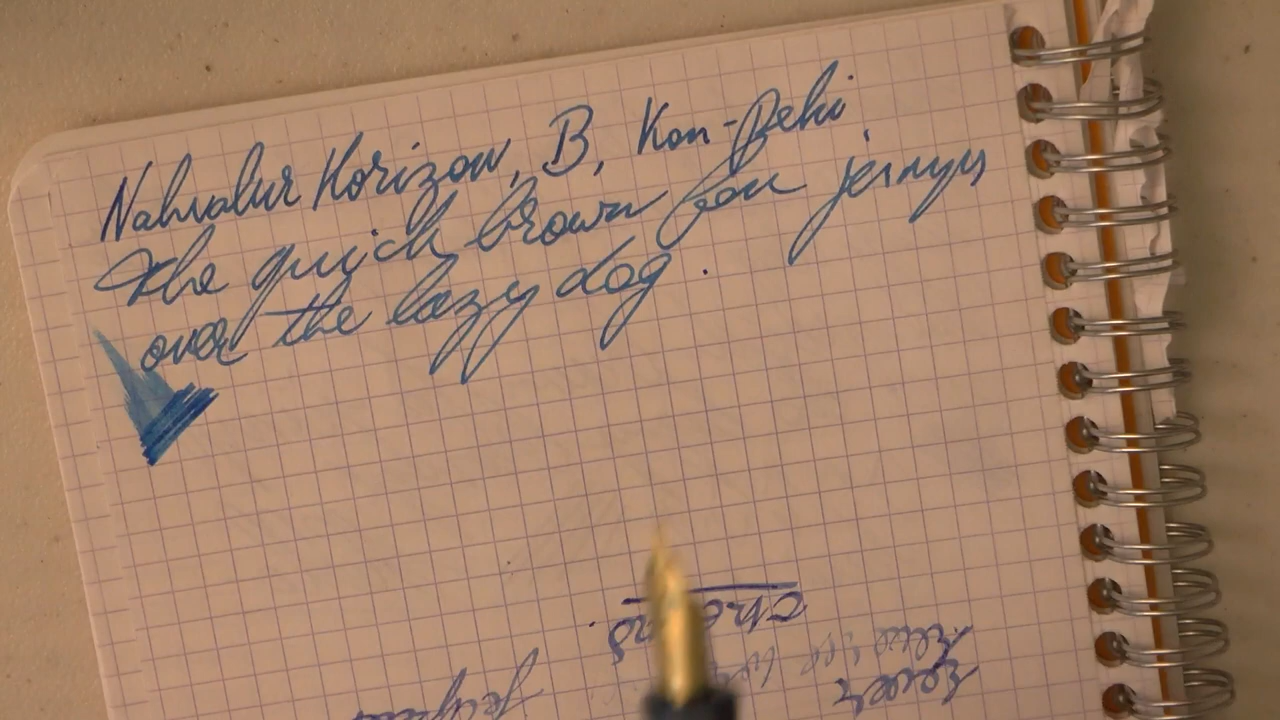 Nahvalur Horizon, B, Kon-Peki
The quick brown fox jumps
over the lazy dog.